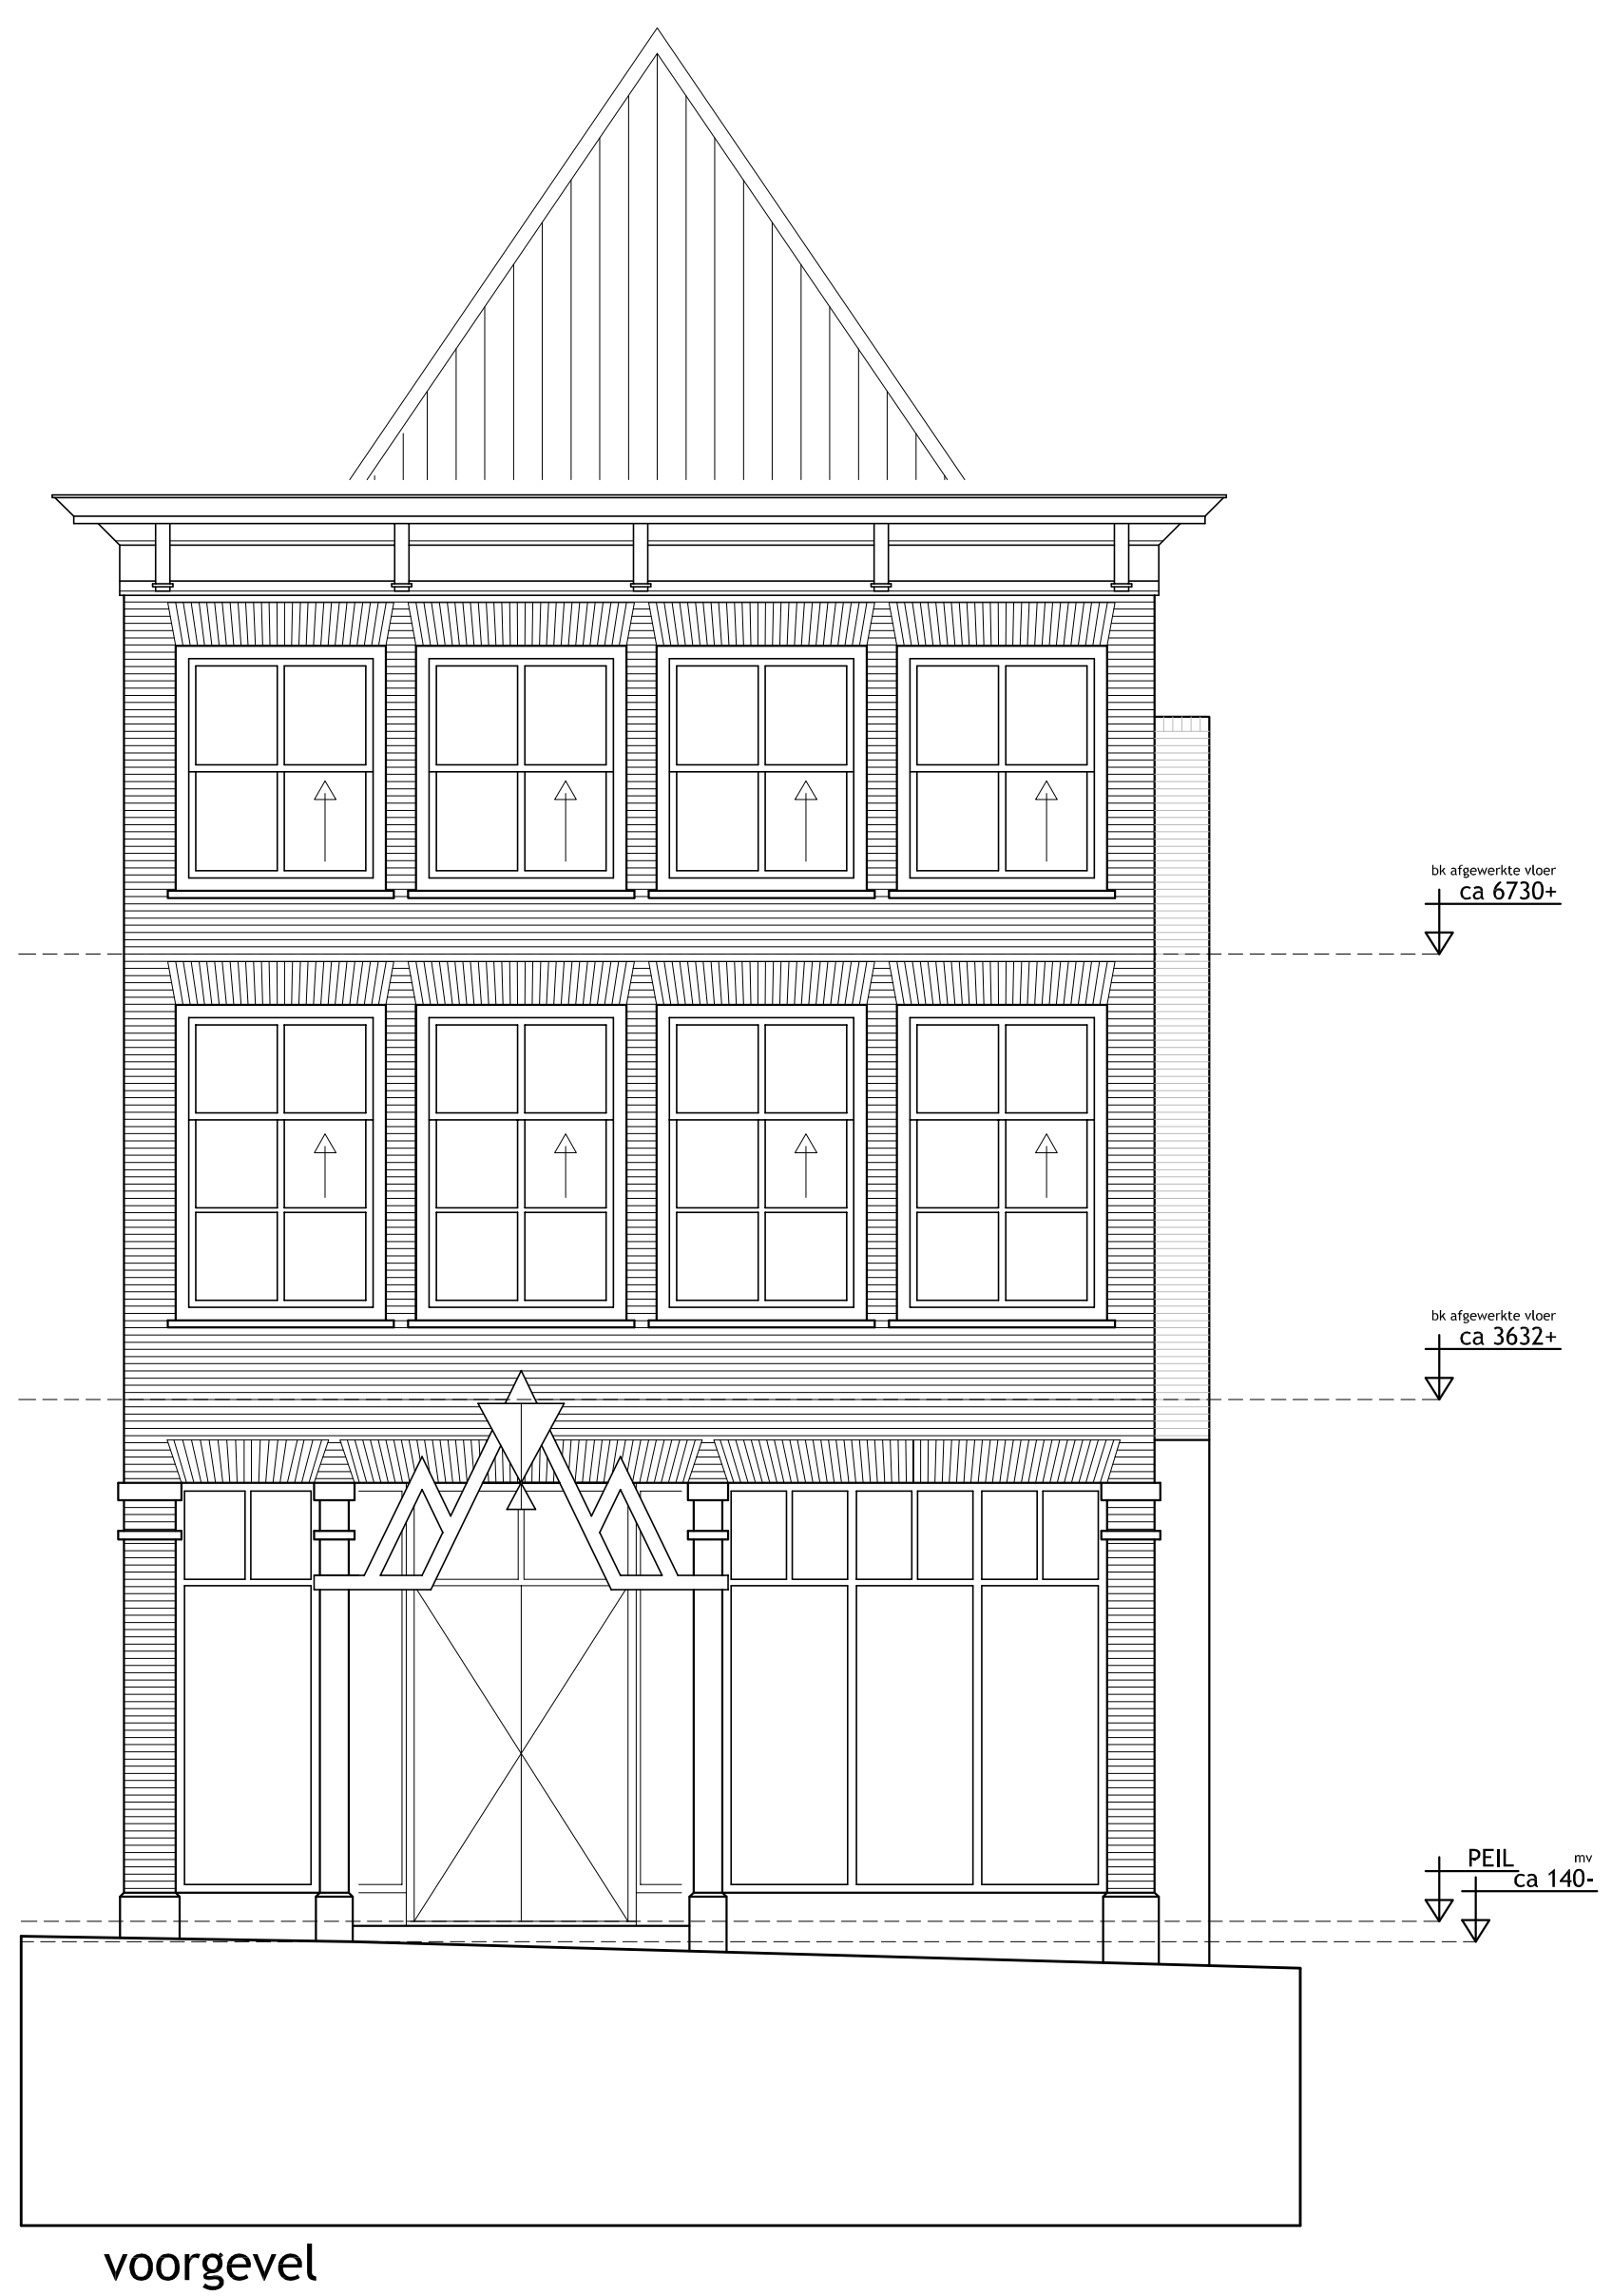 bk afgewerkte vloer
ca 6730+
bk afgewerkte vloer
ca 3632+
PEIL
mv
ca 140-
voorgevel